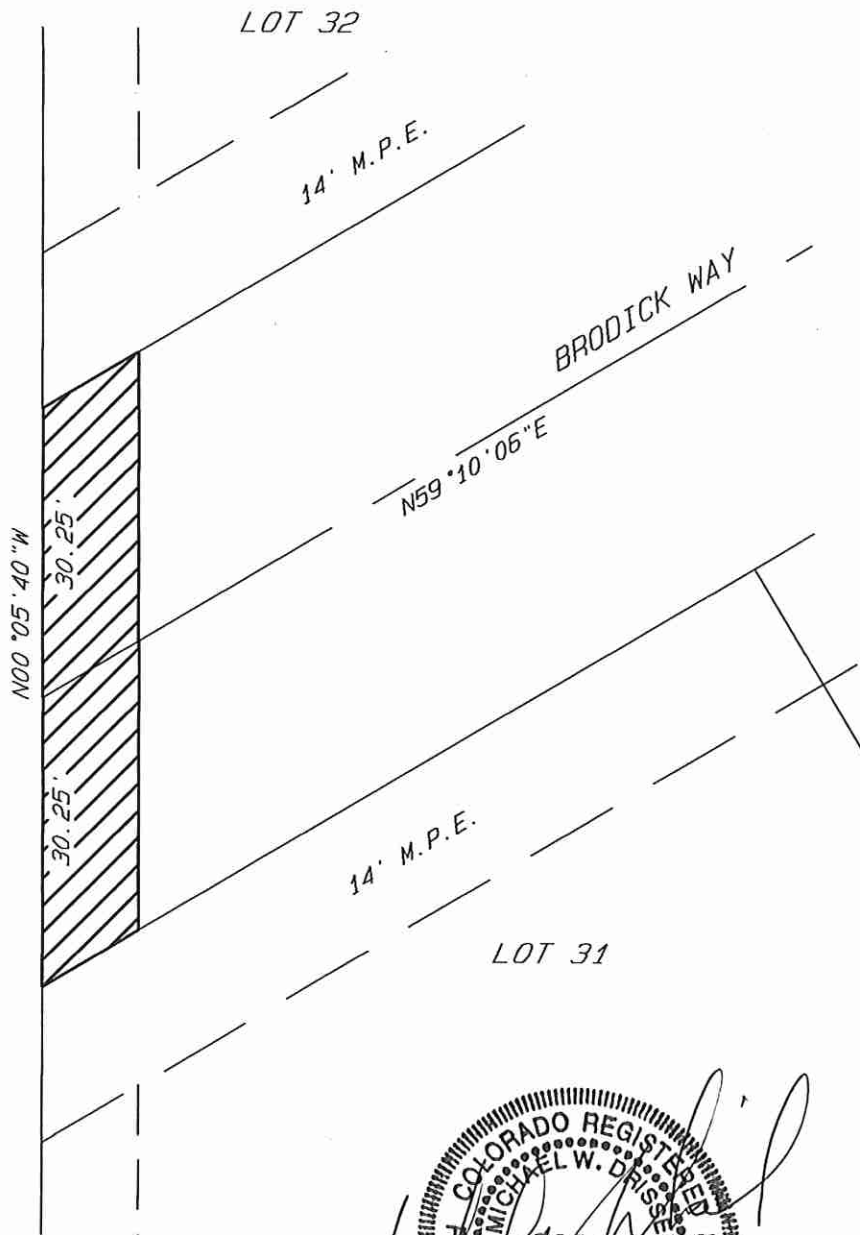 LOT 32
14' M.P.E.
BRODICK WAY
N59°10'06"E
N00°05'40"W
30.25'
30.25'
14' M.P.E.
LOT 31
COLORADO REGISTERED
MICHAEL W. DRISSE